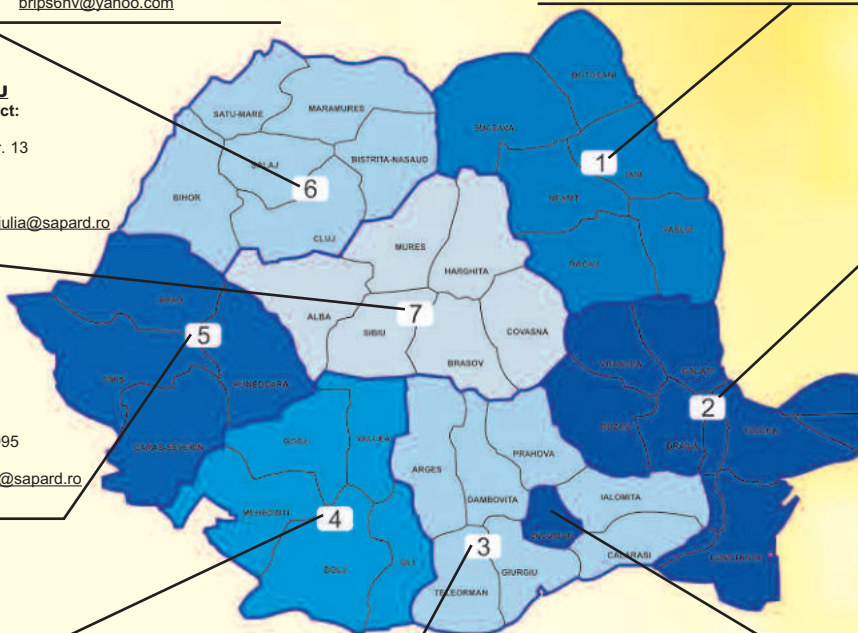 brips6nv@yahoo.com
U
ct:
r. 13
iulia@sapard.ro
995
@sapard.ro
BOTOSANI
SATU-MARE
MARAMURES
SUCEAVA
SALAJ
BISTRITA-NASAUD
1
IASI
6
BIHOR
NEAMT
CLUJ
VASLUI
MURES
BACAU
HARGHITA
ARAD
7
ALBA
5
SIBIU
COVASNA
BRASOV
VRANCEA
GALATI
TIMIS
HUNEDOARA
2
BUZAU
BRAILA
TULCEA
CARAS-SEVERIN
GORJ
VALCEA
PRAHOVA
ARGES
DAMBOVITA
IALOMITA
MEHEDINTI
4
3
CALARASI
CONSTANTA
DOLJ
OLT
GIURGIU
TELEORMAN